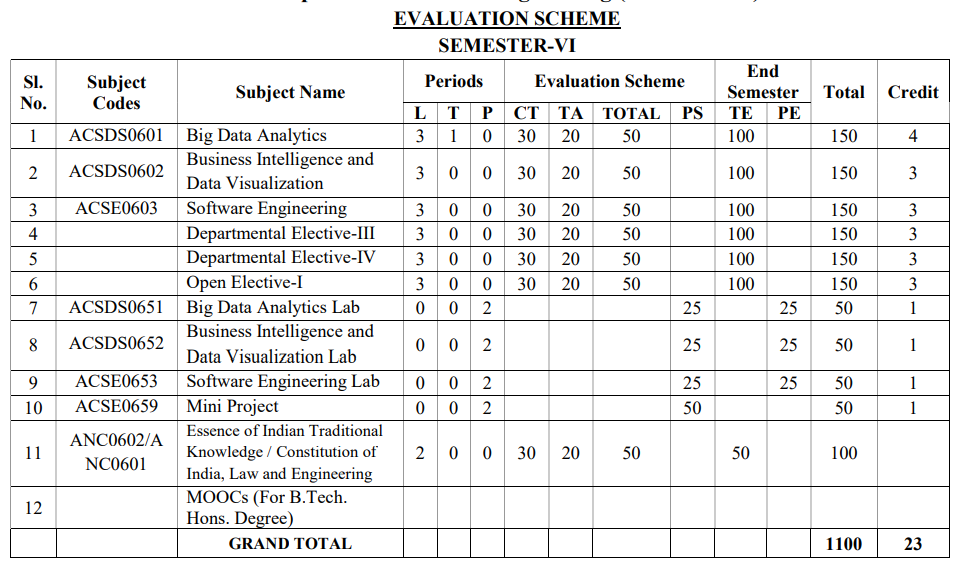 EVALUATION SCHEME
SEMESTER-VI
Sl. No. Subject Codes Subject Name Periods Evaluation Scheme End Semester Total Credit
L T P CT TA TOTAL PS TE PE
1 ACSDS0601 Big Data Analytics 3 1 0 30 20 50 100 150 4
2 ACSDS0602 Business Intelligence and Data Visualization 3 0 0 30 20 50 100 150 3
3 ACSE0603 Software Engineering 3 0 0 30 20 50 100 150 3
4 Departmental Elective-III 3 0 0 30 20 50 100 150 3
5 Departmental Elective-IV 3 0 0 30 20 50 100 150 3
6 Open Elective-I 3 0 0 30 20 50 100 150 3
7 ACSDS0651 Big Data Analytics Lab 0 0 2 25 25 50 1
8 ACSDS0652 Business Intelligence and Data Visualization Lab 0 0 2 25 25 50 1
9 ACSE0653 Software Engineering Lab 0 0 2 25 25 50 1
10 ACSE0659 Mini Project 0 0 2 50 50 1
11 ANC0602/A NC0601 Essence of Indian Traditional Knowledge / Constitution of India, Law and Engineering 2 0 0 30 20 50 50 100
12 MOOCs (For B.Tech. Hons. Degree)
GRAND TOTAL 1100 23